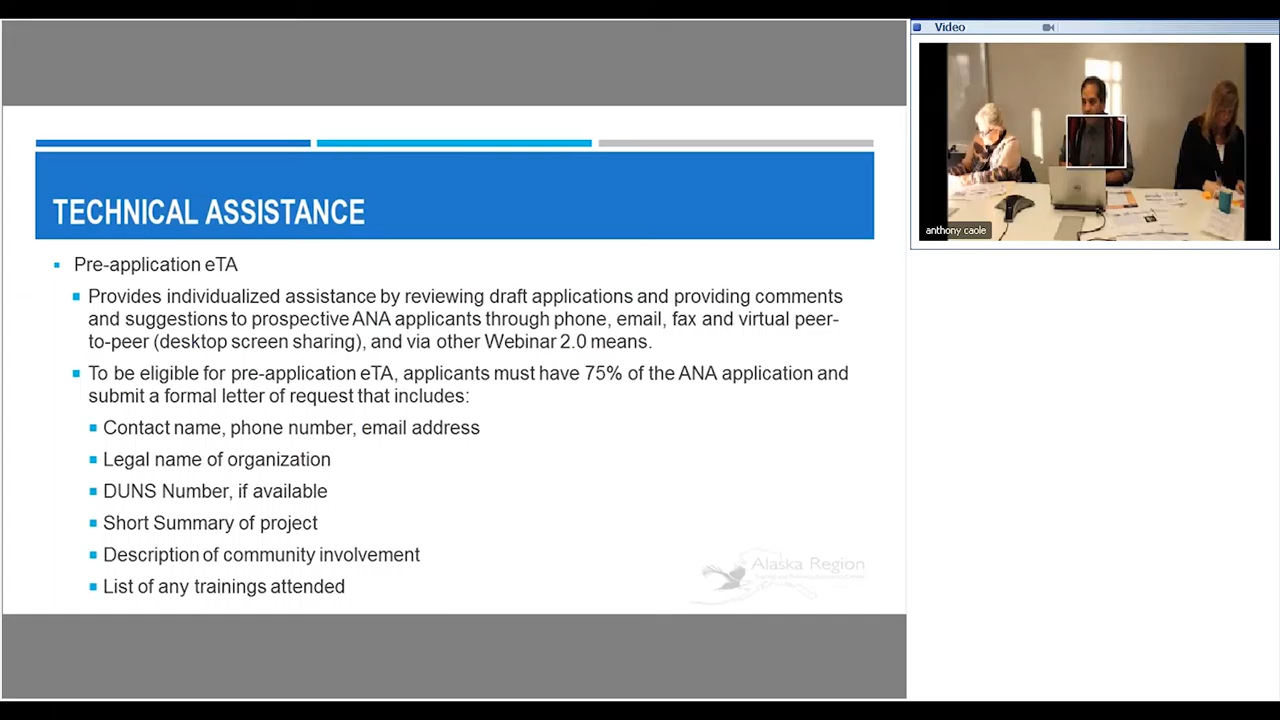 Video
anthony caole
TECHNICAL ASSISTANCE
Pre-application eTA
Provides individualized assistance by reviewing draft applications and providing comments
and suggestions to prospective ANA applicants through phone, email, fax and virtual peer-
to-peer (desktop screen sharing), and via other Webinar 2.0 means.
To be eligible for pre-application eTA, applicants must have 75% of the ANA application and
submit a formal letter of request that includes:
Contact name, phone number, email address
Legal name of organization
DUNS Number, if available
Short Summary of project
Description of community involvement
List of any trainings attended
Alaska Region